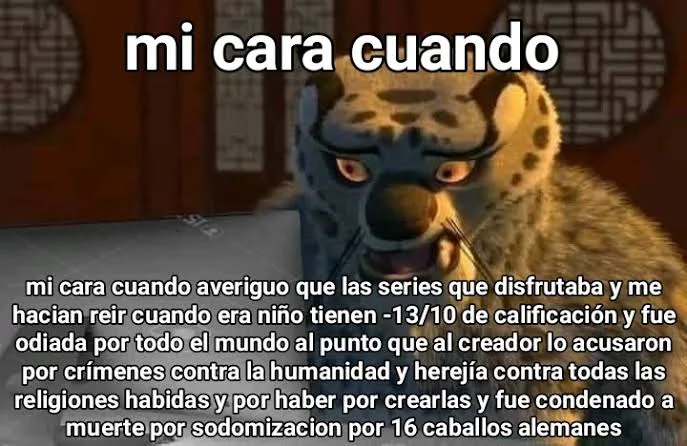 mi cara cuando
mi cara cuando averiguo que las series que disfrutaba y me
hacian reir cuando era niño tienen -13/10 de calificación y fue
odiada por todo el mundo al punto que al creador lo acusaron
por crímenes contra la humanidad y herejía contra todas las
religiones habidas y por haber por crearlas y fue condenado a
muerte por sodomizacion por 16 caballos alemanes